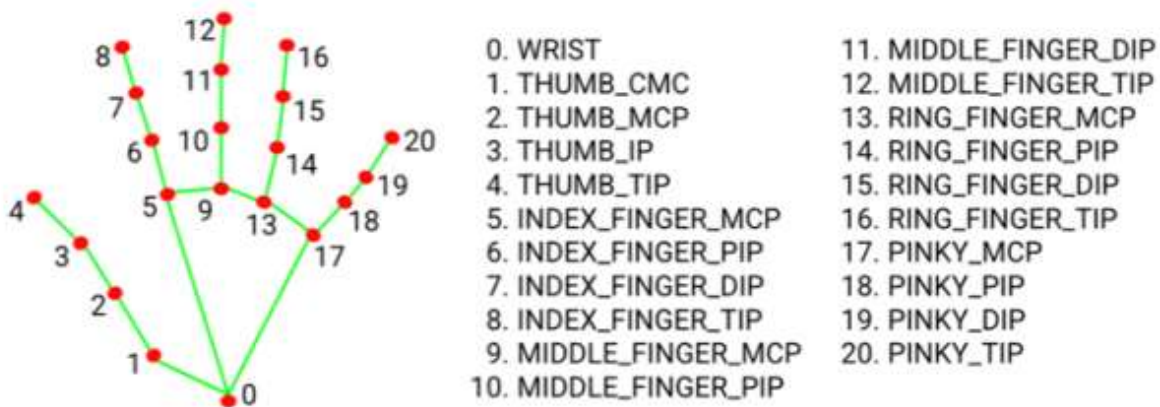 12
8
16
11
7
15
10
6
14
20
19
4
5
9
13
18
3
17
2
1
0
0. WRIST
1. THUMB_CMC
2. THUMB_MCP
3. THUMB_IP
4. THUMB_TIP
5. INDEX_FINGER_MCP
6. INDEX_FINGER_PIP
7. INDEX_FINGER_DIP
8. INDEX_FINGER_TIP
9. MIDDLE_FINGER_MCP
10. MIDDLE_FINGER_PIP
11. MIDDLE_FINGER_DIP
12. MIDDLE_FINGER_TIP
13. RING_FINGER_MCP
14. RING_FINGER_PIP
15. RING_FINGER_DIP
16. RING_FINGER_TIP
17. PINKY_MCP
18. PINKY_PIP
19. PINKY_DIP
20. PINKY_TIP